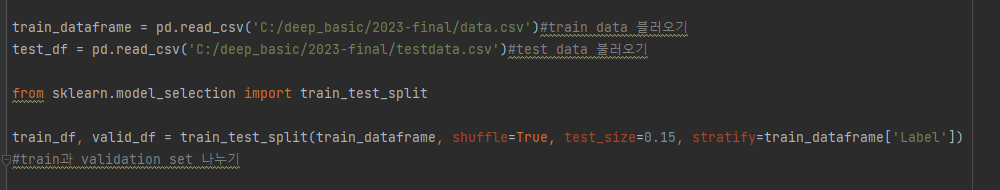 train_dataframe = pd.read_csv('C:/deep_basic/2023-final/data.csv')#train data 불러오기
test_df = pd.read_csv('C:/deep_basic/2023-final/testdata.csv')#test data 불러오기
from sklearn.model_selection import train_test_split
train_df, valid_df = train_test_split(train_dataframe, shuffle=True, test_size=0.15, stratify=train_dataframe['Label'])
#train과 validation set 나누기